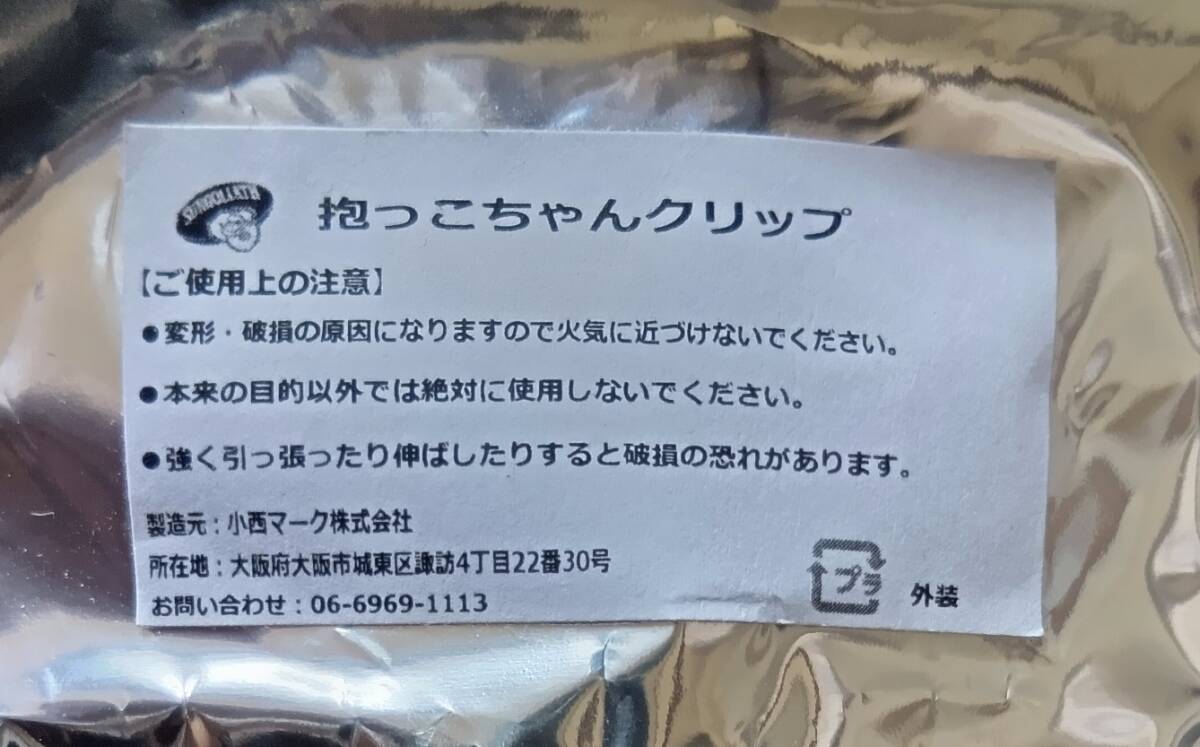 抱っこちゃんクリップ
【ご使用上の注意】
●変形・破損の原因になりますので火気に近づけないでください。
●本来の目的以外では絶対に使用しないでください。
●強く引っ張ったり伸ばしたりすると破損の恐れがあります。
製造元：小西マーク株式会社
所在地：大阪府大阪市城東区諏訪4丁目22番30号
お問い合わせ：06-6969-1113
プラ 外装